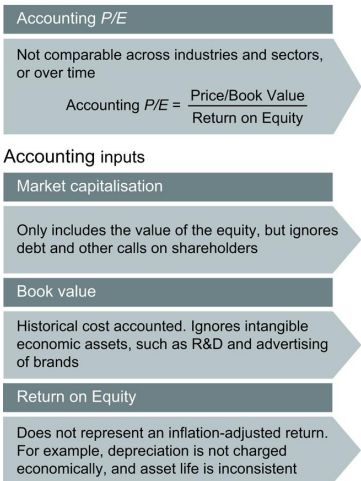 Accounting P/E
Not comparable across industries and sectors,
or over time
Accounting P/E = Price/Book Value
Return on Equity
Accounting inputs
Market capitalisation
Only includes the value of the equity, but ignores
debt and other calls on shareholders
Book value
Historical cost accounted. Ignores intangible
economic assets, such as R&D and advertising
of brands
Return on Equity
Does not represent an inflation-adjusted return.
For example, depreciation is not charged
economically, and asset life is inconsistent